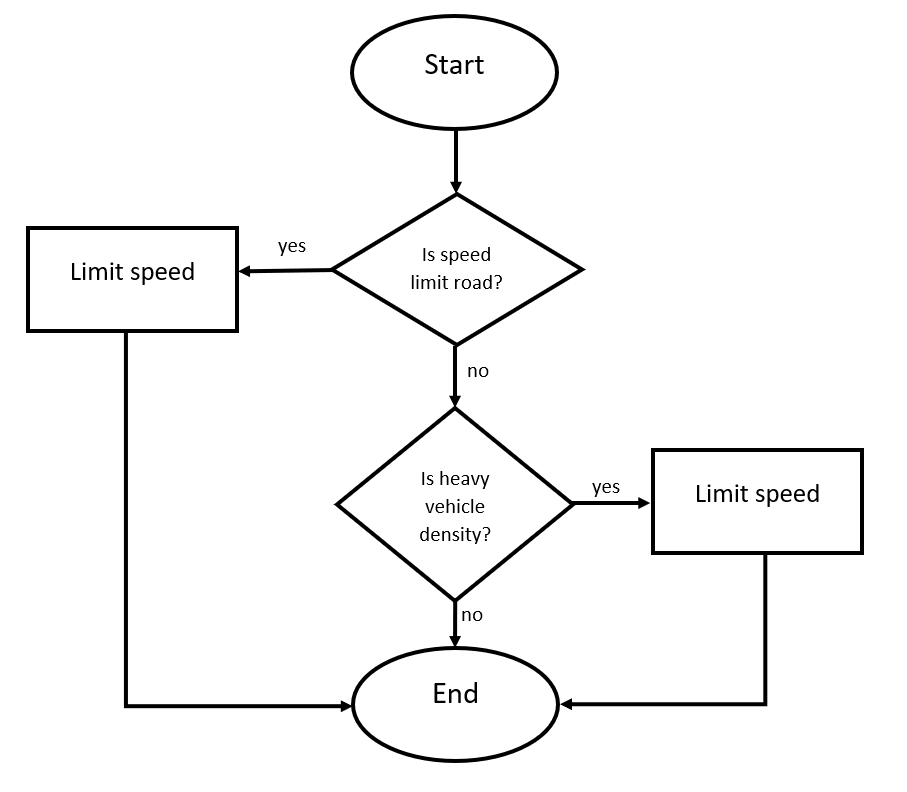 Start
Is speed
limit road?
yes
Limit speed
no
Is heavy
vehicle
density?
yes
Limit speed
no
End